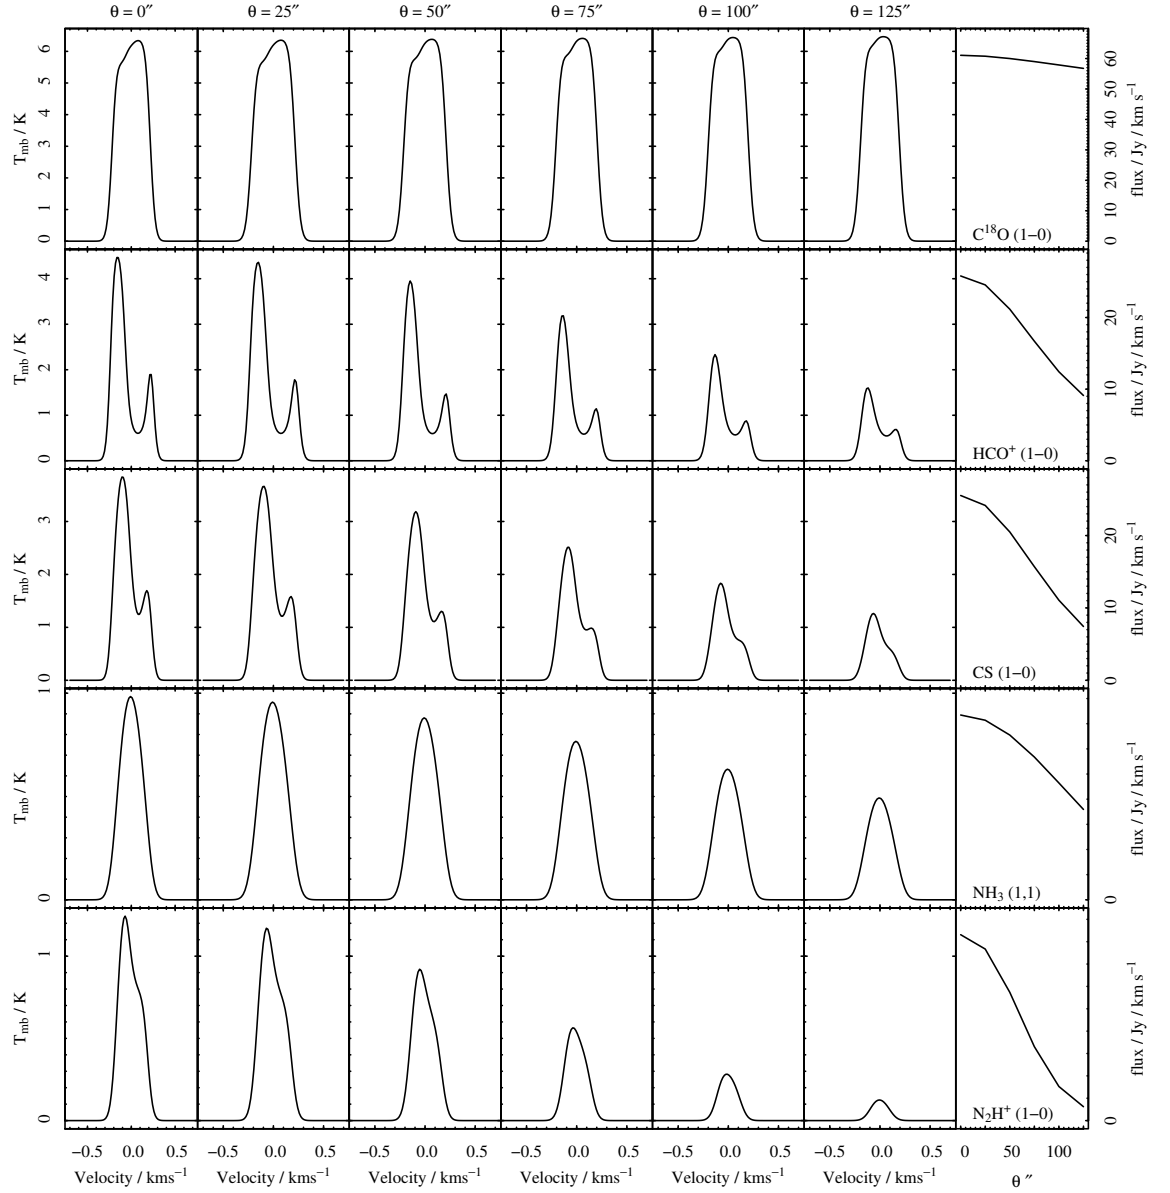 θ = 0″ θ = 25″ θ = 50″ θ = 75″ θ = 100″ θ = 125″
T_mb / K
0 1 2 3 4 5 6
C¹⁸O (1−0)
0 10 20 30 40 50 60
flux / Jy / km s⁻¹
T_mb / K
0 1 2 3 4
HCO⁺ (1−0)
0 10 20
flux / Jy / km s⁻¹
T_mb / K
0 1 2 3
CS (1−0)
0 10 20
flux / Jy / km s⁻¹
T_mb / K
0 1
NH₃ (1,1)
0
flux / Jy / km s⁻¹
T_mb / K
0 1
N₂H⁺ (1−0)
0
flux / Jy / km s⁻¹
−0.5 0.0 0.5 −0.5 0.0 0.5 −0.5 0.0 0.5 −0.5 0.0 0.5 −0.5 0.0 0.5 −0.5 0.0 0.5 0 50 100
Velocity / kms⁻¹ Velocity / kms⁻¹ Velocity / kms⁻¹ Velocity / kms⁻¹ Velocity / kms⁻¹ Velocity / kms⁻¹ θ ″